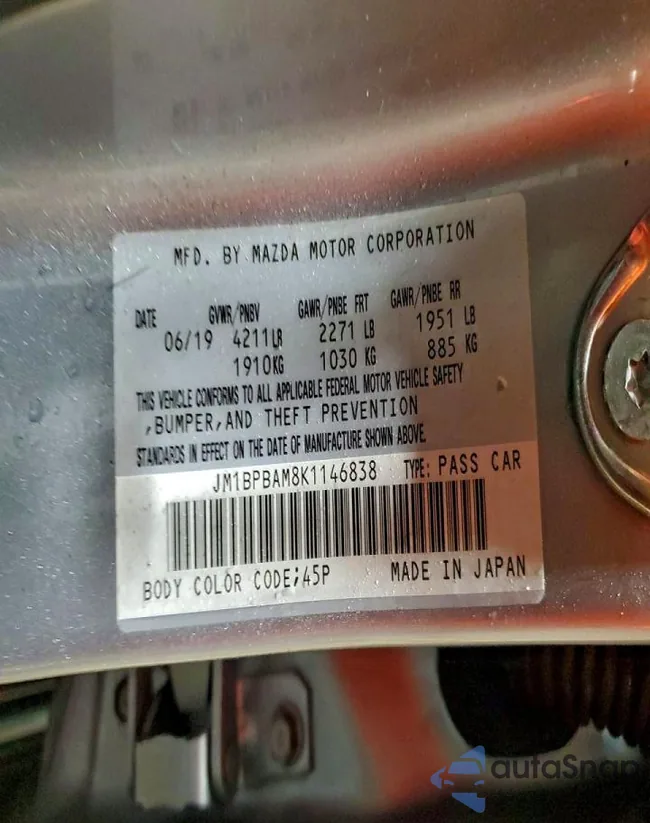 MFD. BY MAZDA MOTOR CORPORATION
DATE GVWR/PNBV GAWR/PNBE FRT GAWR/PNBE RR
06/19 4211LB 2271 LB 1951 LB
1910KG 1030 KG 885 KG
THIS VEHICLE CONFORMS TO ALL APPLICABLE FEDERAL MOTOR VEHICLE SAFETY
,BUMPER,AND THEFT PREVENTION
STANDARDS IN EFFECT ON THE DATE OF MANUFACTURE SHOWN ABOVE.
JM1BPBAM8K1146838 TYPE: PASS CAR
BODY COLOR CODE;45P MADE IN JAPAN
autoSnap